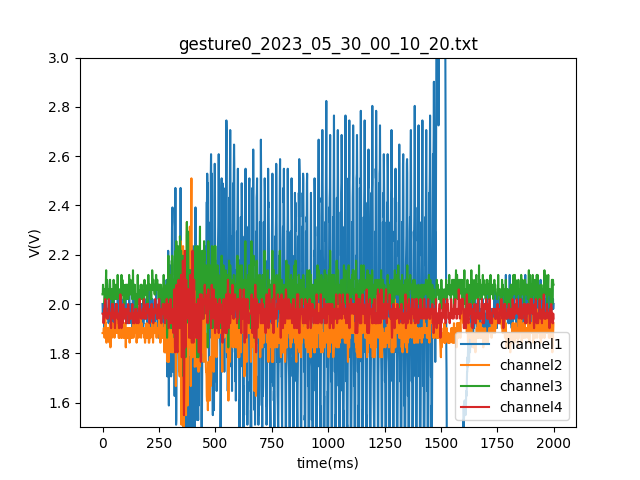 gesture0_2023_05_30_00_10_20.txt
V(V)
3.0
2.8
2.6
2.4
2.2
2.0
1.8
1.6
channel1
channel2
channel3
channel4
0 250 500 750 1000 1250 1500 1750 2000
time(ms)